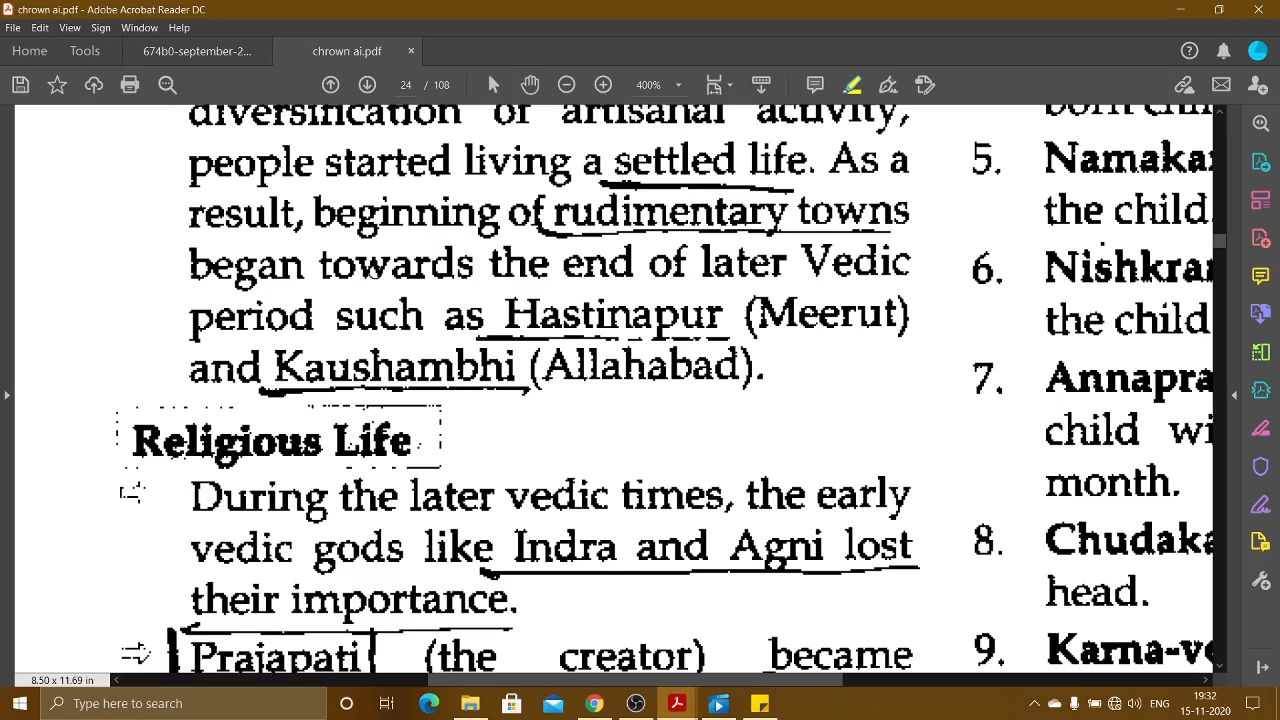 chrown ai.pdf - Adobe Acrobat Reader DC
File Edit View Sign Window Help
Home Tools 674b0-september-2... chrown ai.pdf ×
24 / 108 400%
diversification of artisanal activity,
people started living a settled life. As a
result, beginning of rudimentary towns
began towards the end of later Vedic
period such as Hastinapur (Meerut)
and Kaushambhi (Allahabad).
Religious Life
During the later vedic times, the early
vedic gods like Indra and Agni lost
their importance.
Prajapati (the creator) became
5. Namakar
the child
6. Nishkran
the child
7. Annapra
child wi
month.
8. Chudaka
head.
9. Karna-ve
8.50 x 11.69 in
Type here to search
19:32
ENG 15-11-2020